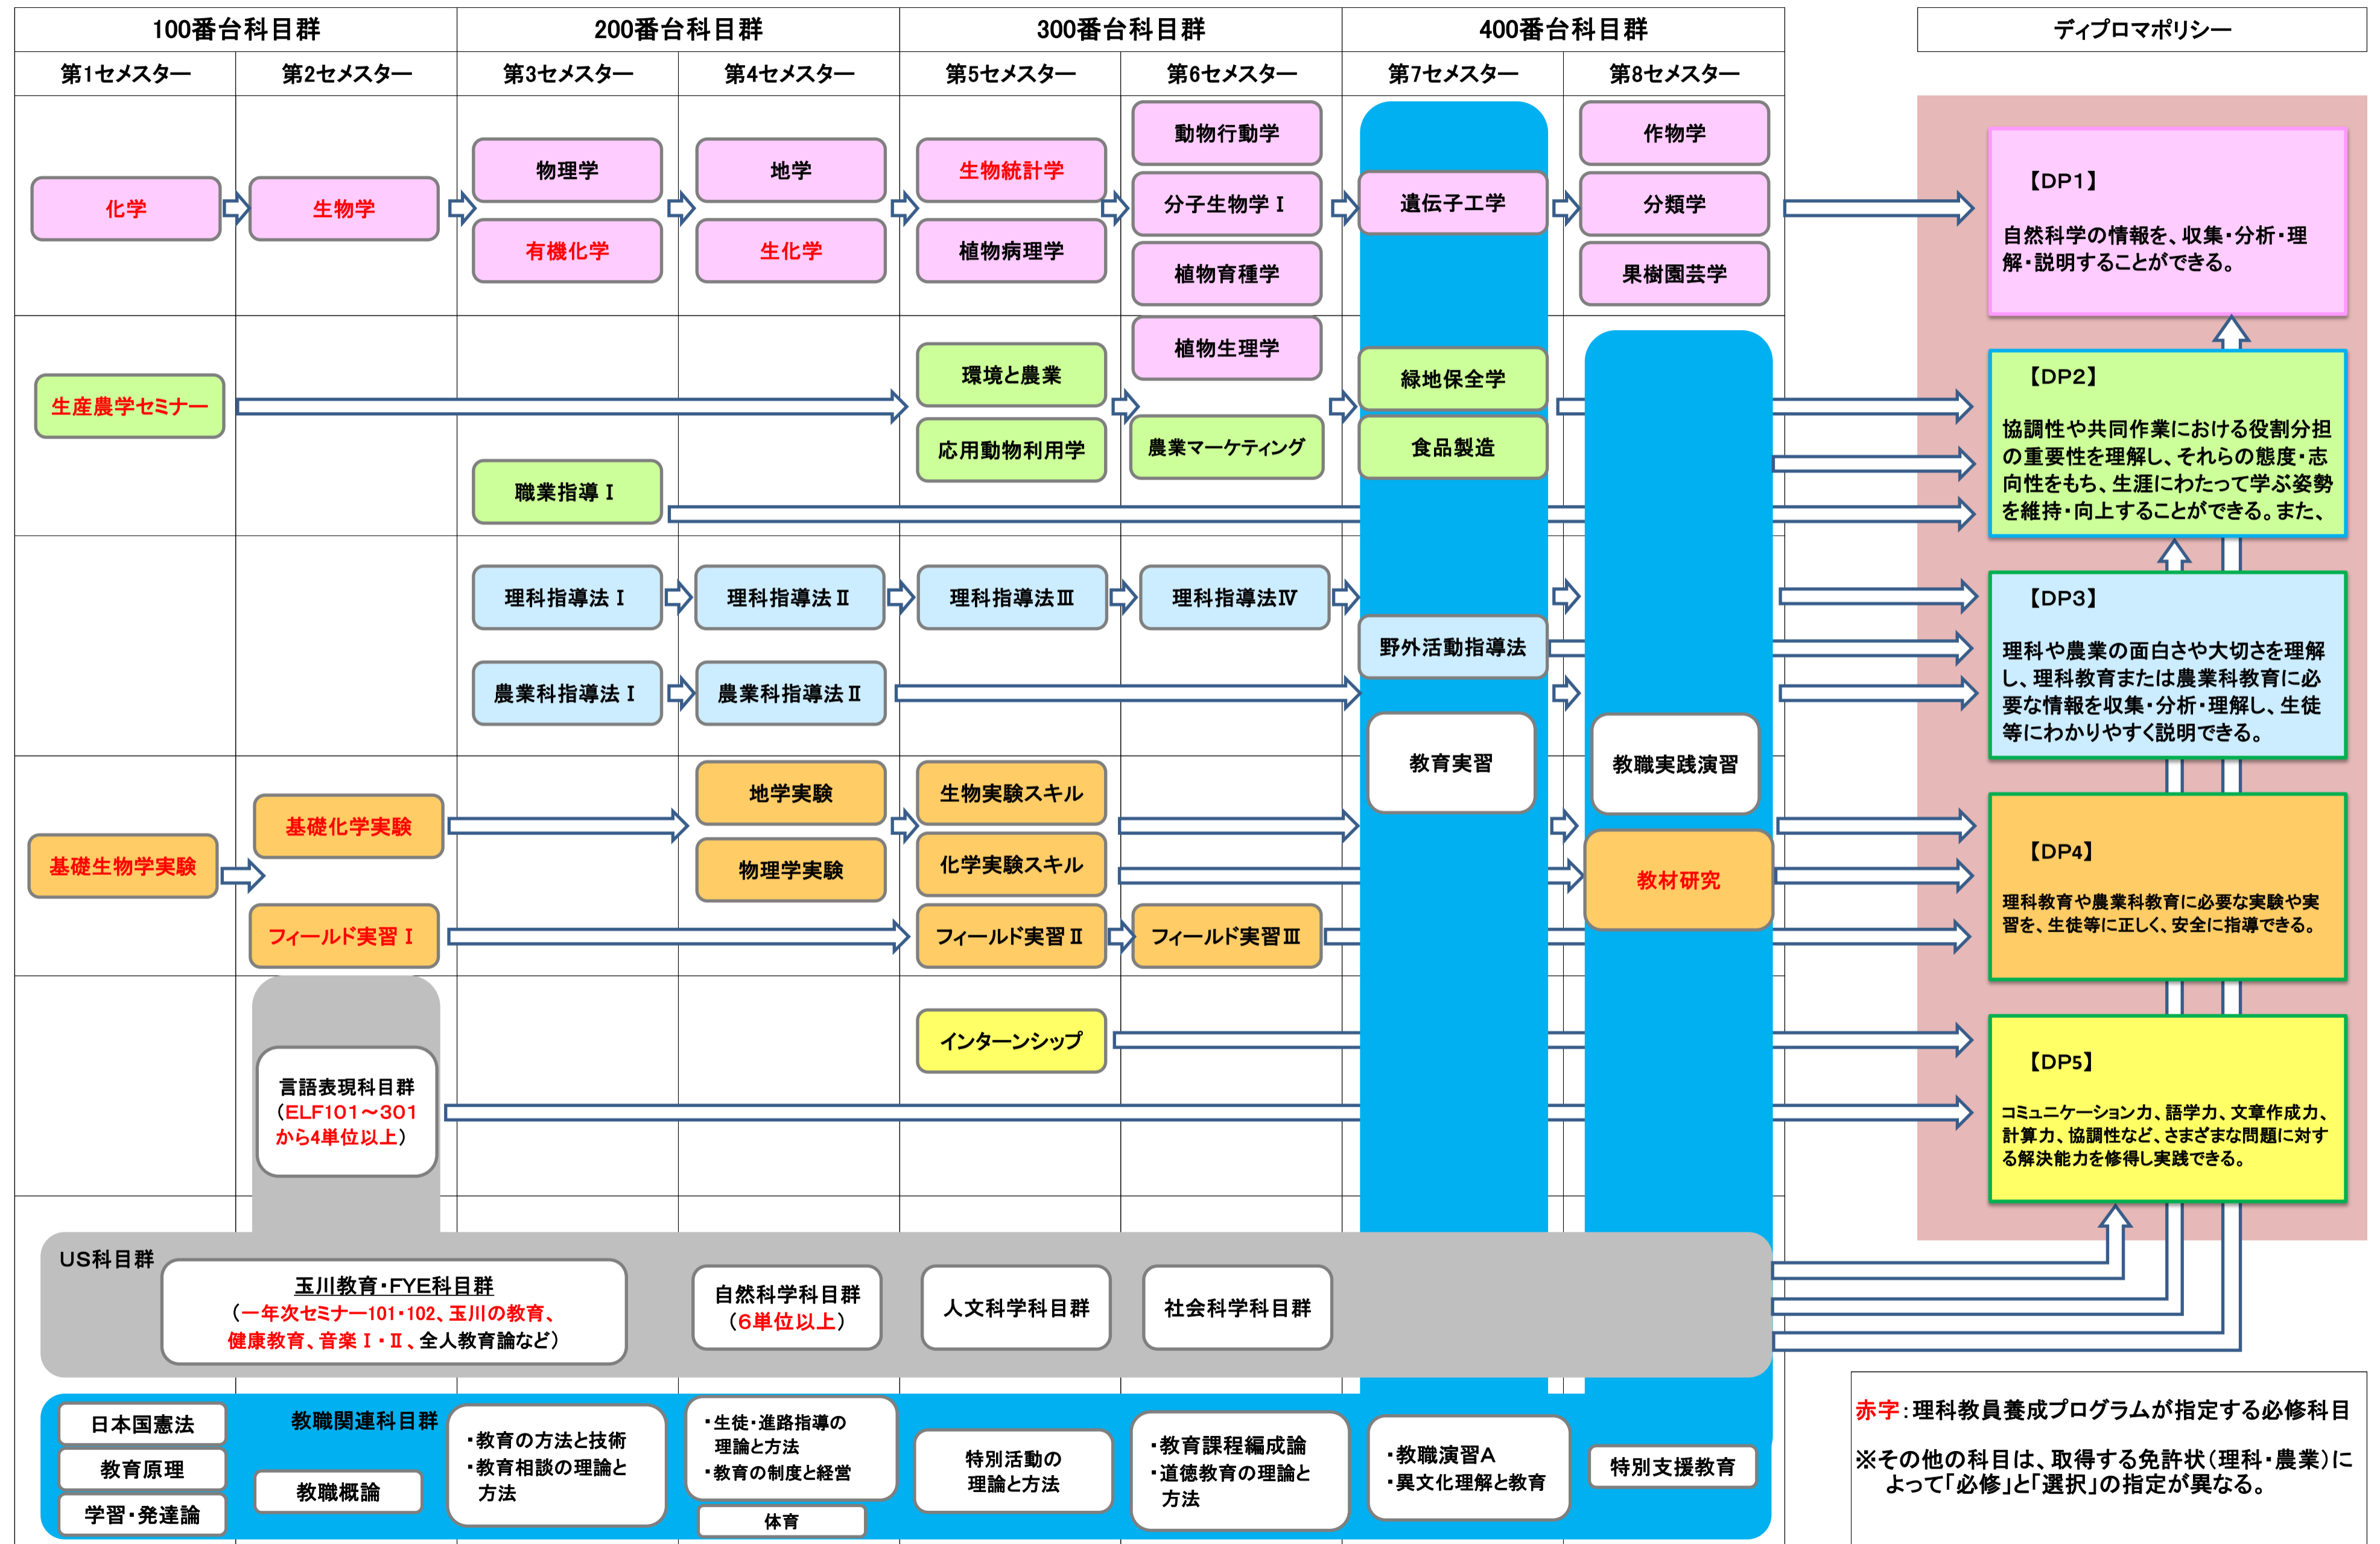 100番台科目群
200番台科目群
300番台科目群
400番台科目群
ディプロマポリシー
第1セメスター
第2セメスター
第3セメスター
第4セメスター
第5セメスター
第6セメスター
第7セメスター
第8セメスター
化学
生物学
物理学
有機化学
地学
生化学
生物統計学
植物病理学
動物行動学
分子生物学Ⅰ
植物育種学
植物生理学
遺伝子工学
作物学
分類学
果樹園芸学
【DP1】
自然科学の情報を、収集・分析・理
解・説明することができる。
生産農学セミナー
職業指導Ⅰ
環境と農業
応用動物利用学
農業マーケティング
緑地保全学
食品製造
【DP2】
協調性や共同作業における役割分担
の重要性を理解し、それらの態度・志
向性をもち、生涯にわたって学ぶ姿勢
を維持・向上することができる。また、
理科指導法Ⅰ
理科指導法Ⅱ
理科指導法Ⅲ
理科指導法Ⅳ
野外活動指導法
農業科指導法Ⅰ
農業科指導法Ⅱ
教育実習
教職実践演習
【DP3】
理科や農業の面白さや大切さを理解
し、理科教育または農業科教育に必
要な情報を収集・分析・理解し、生徒
等にわかりやすく説明できる。
基礎生物学実験
基礎化学実験
フィールド実習Ⅰ
地学実験
物理学実験
生物実験スキル
化学実験スキル
フィールド実習Ⅱ
フィールド実習Ⅲ
教材研究
【DP4】
理科教育や農業科教育に必要な実験や実
習を、生徒等に正しく、安全に指導できる。
言語表現科目群
（ELF101～301
から4単位以上）
インターンシップ
【DP5】
コミュニケーション力、語学力、文章作成力、
計算力、協調性など、さまざまな問題に対す
る解決能力を修得し実践できる。
US科目群
玉川教育・FYE科目群
（一年次セミナー101・102、玉川の教育、
健康教育、音楽Ⅰ・Ⅱ、全人教育論など）
自然科学科目群
（6単位以上）
人文科学科目群
社会科学科目群
教職関連科目群
日本国憲法
教育原理
学習・発達論
教職概論
・教育の方法と技術
・教育相談の理論と
方法
・生徒・進路指導の
理論と方法
・教育の制度と経営
体育
特別活動の
理論と方法
・教育課程編成論
・道徳教育の理論と
方法
・教職演習A
・異文化理解と教育
特別支援教育
赤字：理科教員養成プログラムが指定する必修科目
※その他の科目は、取得する免許状（理科・農業）に
よって「必修」と「選択」の指定が異なる。